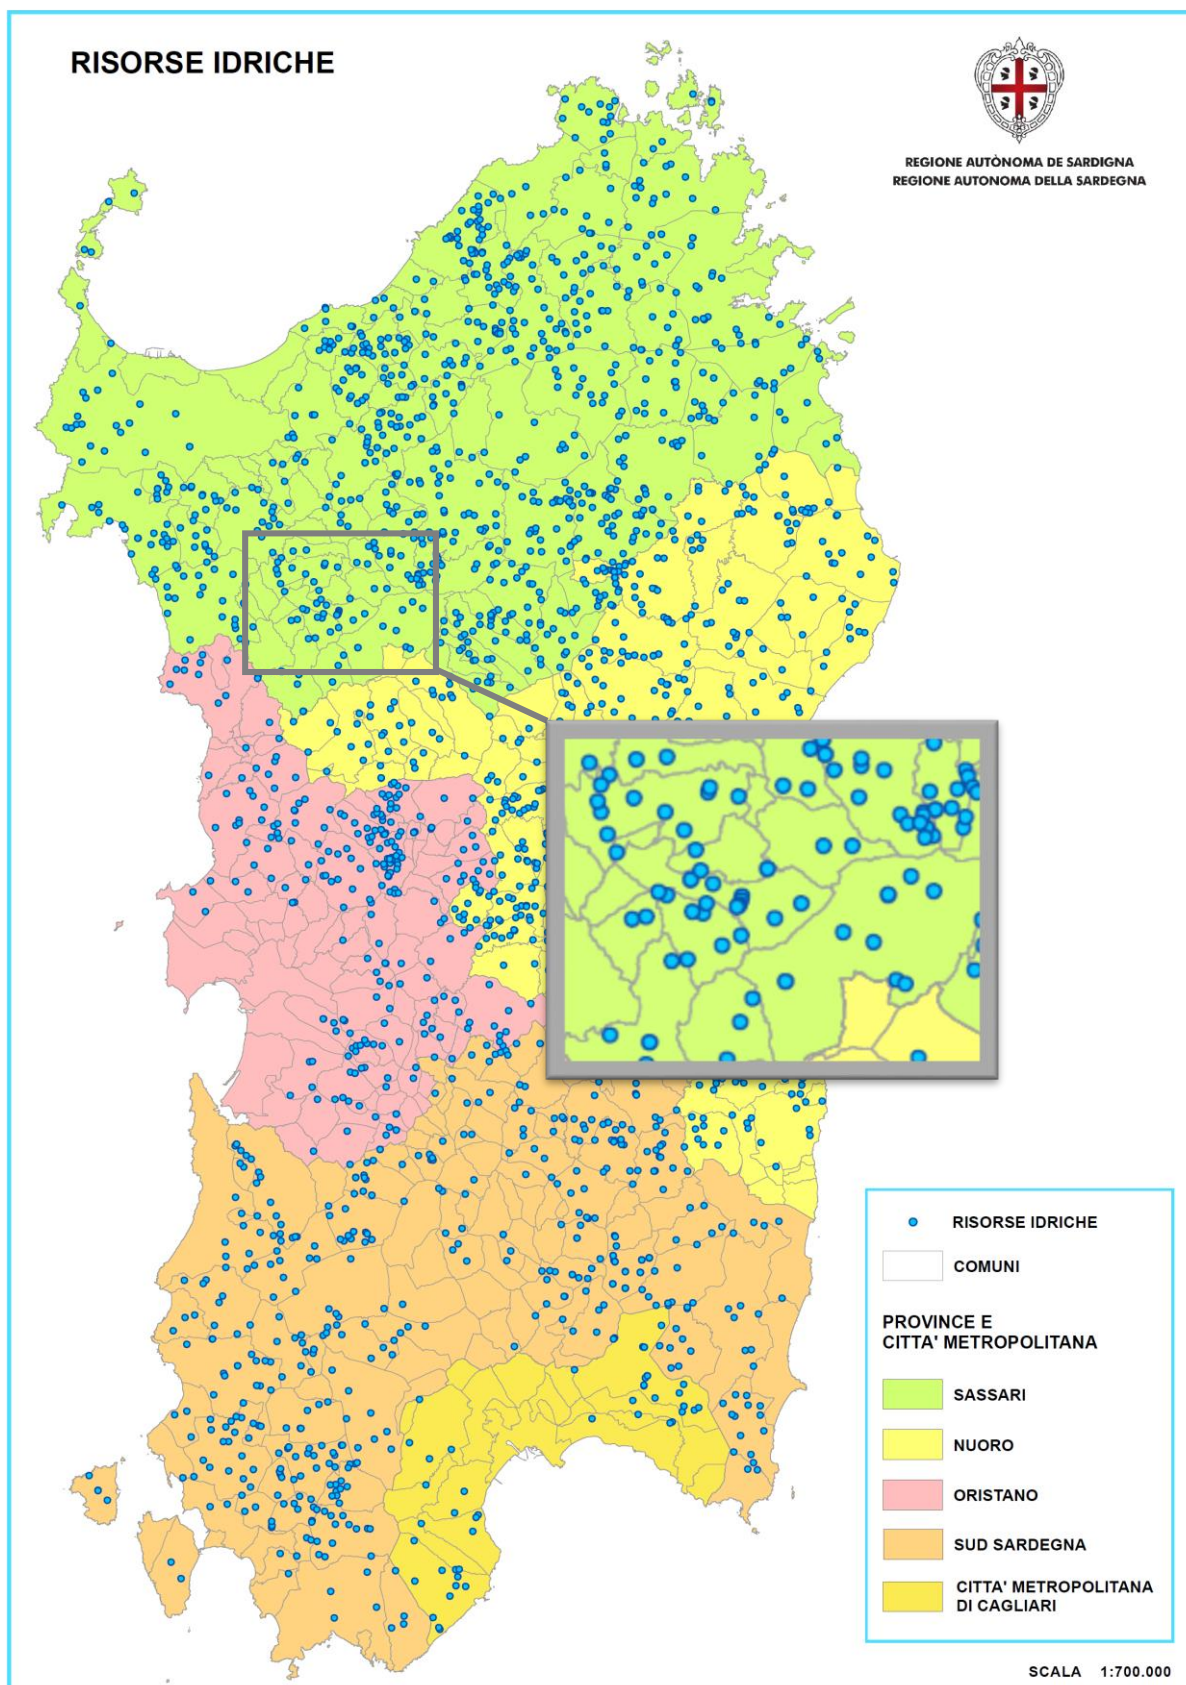 RISORSE IDRICHE
REGIONE AUTÒNOMA DE SARDIGNA
REGIONE AUTONOMA DELLA SARDEGNA
RISORSE IDRICHE
COMUNI
PROVINCE E
CITTA' METROPOLITANA
SASSARI
NUORO
ORISTANO
SUD SARDEGNA
CITTA' METROPOLITANA
DI CAGLIARI
SCALA 1:700.000